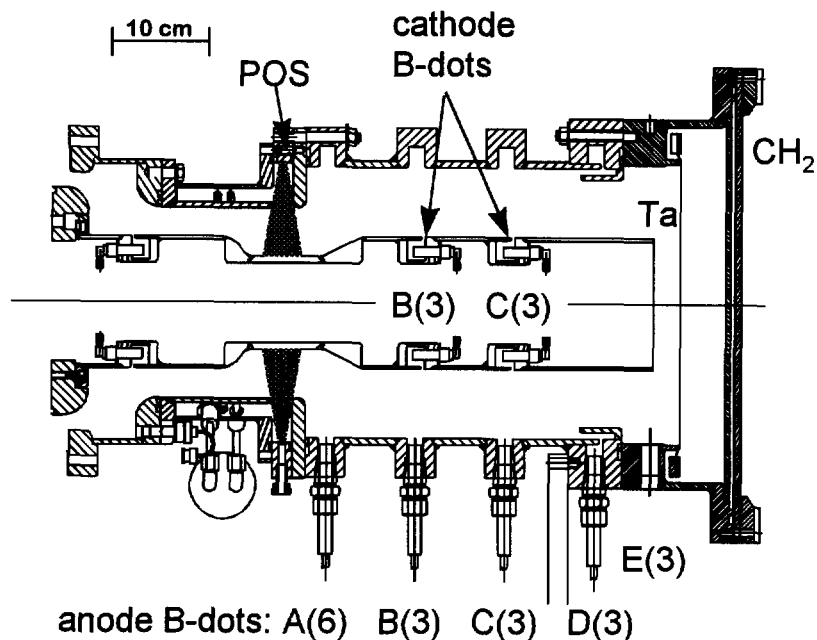 10 cm
cathode
B-dots
POS
CH₂
Ta
B(3) C(3)
E(3)
anode B-dots: A(6) B(3) C(3) D(3)